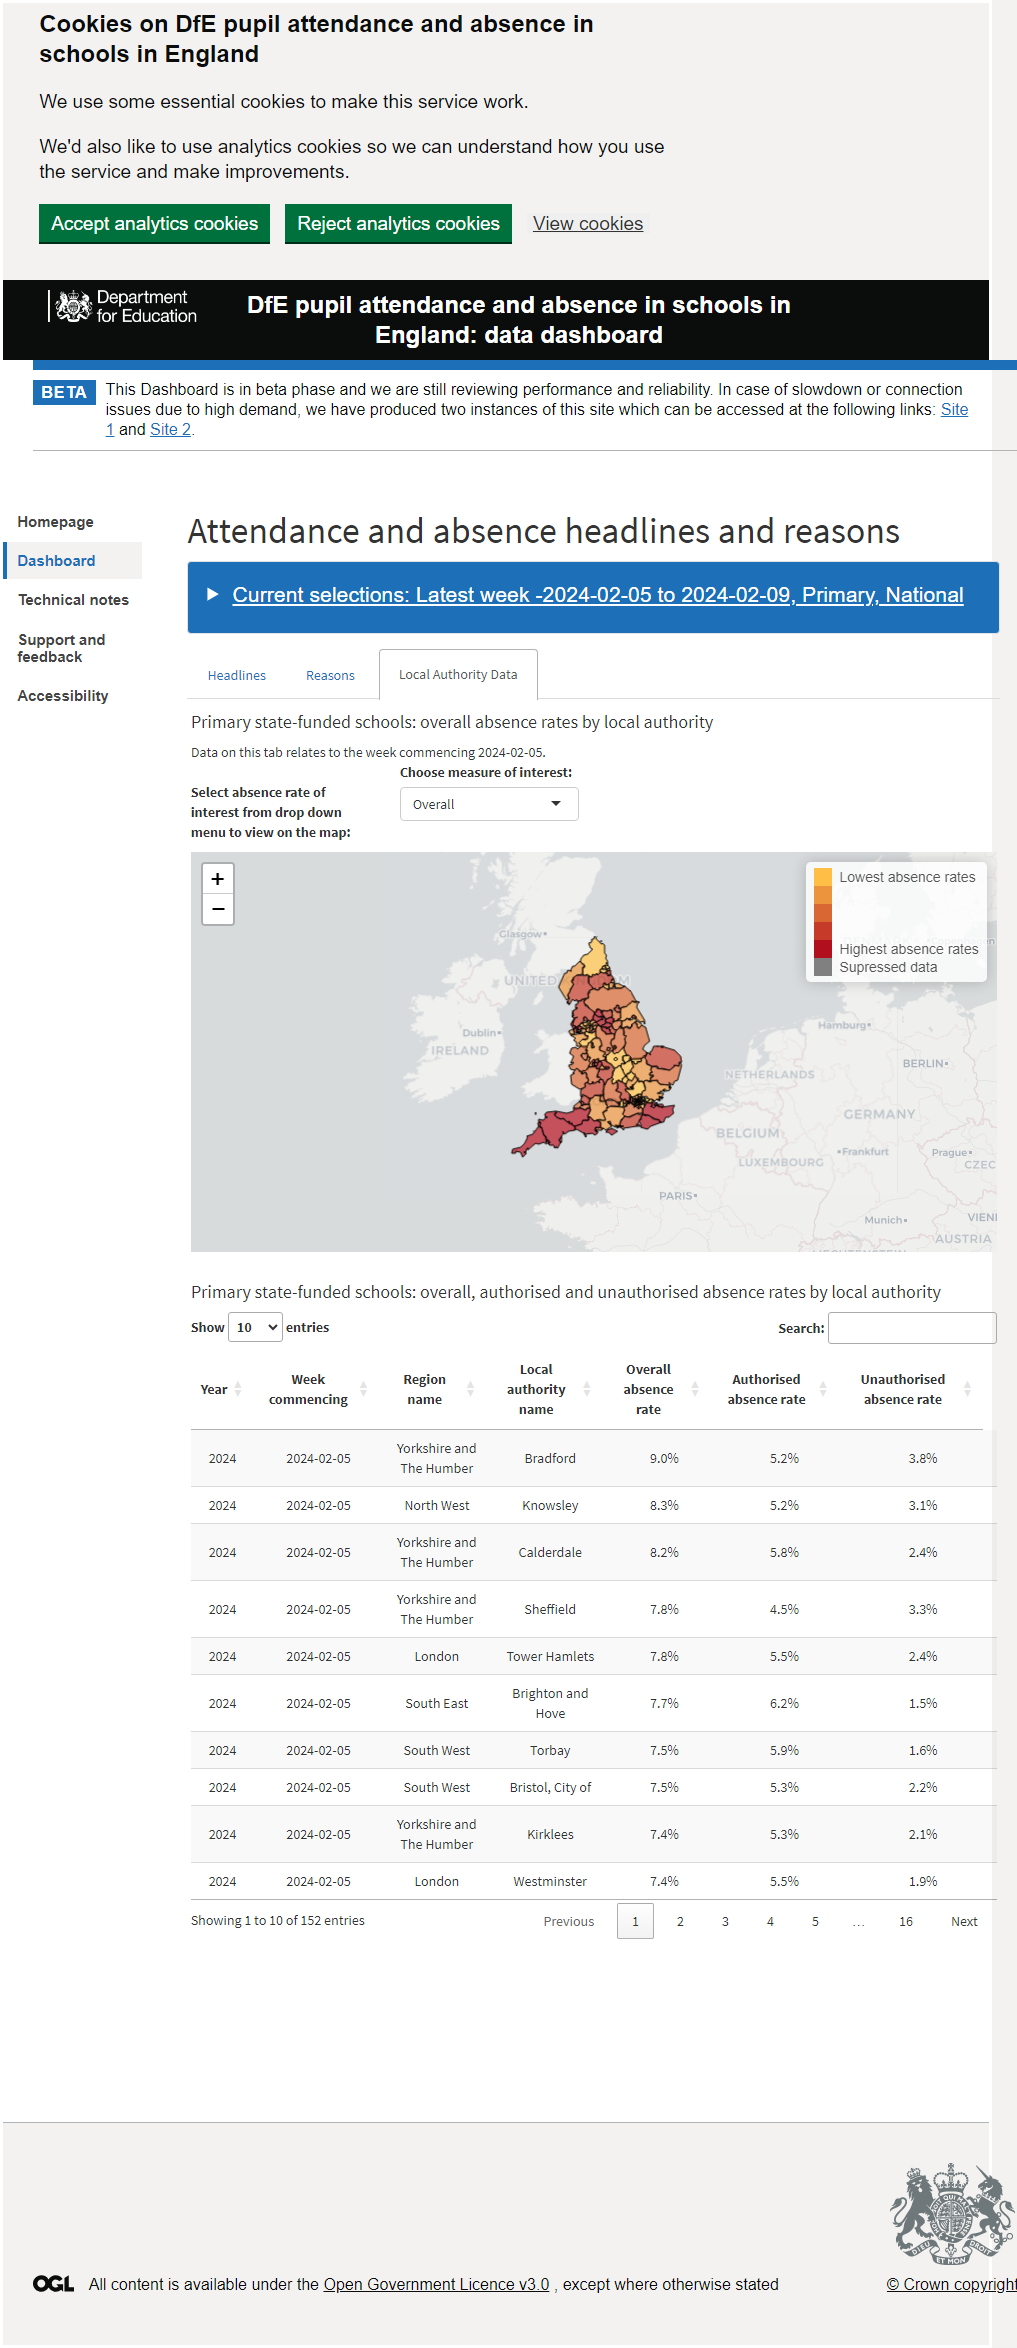 Cookies on DfE pupil attendance and absence in
schools in England
We use some essential cookies to make this service work.
We'd also like to use analytics cookies so we can understand how you use
the service and make improvements.
Accept analytics cookies Reject analytics cookies View cookies
Department
for Education
DfE pupil attendance and absence in schools in
England: data dashboard
BETA This Dashboard is in beta phase and we are still reviewing performance and reliability. In case of slowdown or connection
issues due to high demand, we have produced two instances of this site which can be accessed at the following links: Site
1 and Site 2.
Homepage
Dashboard
Technical notes
Support and
feedback
Accessibility
Attendance and absence headlines and reasons
Current selections: Latest week -2024-02-05 to 2024-02-09, Primary, National
Headlines Reasons Local Authority Data
Primary state-funded schools: overall absence rates by local authority
Data on this tab relates to the week commencing 2024-02-05.
Select absence rate of
interest from drop down
menu to view on the map:
Choose measure of interest:
Overall
+
−
Lowest absence rates
Highest absence rates
Supressed data
Glasgow
UNITED
Dublin
IRELAND
Hamburg
BERLIN
NETHERLANDS
GERMANY
BELGIUM
Frankfurt
Prague
LUXEMBOURG
CZEC
PARIS
Munich
VIEN
AUSTRIA
Primary state-funded schools: overall, authorised and unauthorised absence rates by local authority
Show 10 entries
Search:
Year Week commencing Region name Local authority name Overall absence rate Authorised absence rate Unauthorised absence rate
2024 2024-02-05 Yorkshire and The Humber Bradford 9.0% 5.2% 3.8%
2024 2024-02-05 North West Knowsley 8.3% 5.2% 3.1%
2024 2024-02-05 Yorkshire and The Humber Calderdale 8.2% 5.8% 2.4%
2024 2024-02-05 Yorkshire and The Humber Sheffield 7.8% 4.5% 3.3%
2024 2024-02-05 London Tower Hamlets 7.8% 5.5% 2.4%
2024 2024-02-05 South East Brighton and Hove 7.7% 6.2% 1.5%
2024 2024-02-05 South West Torbay 7.5% 5.9% 1.6%
2024 2024-02-05 South West Bristol, City of 7.5% 5.3% 2.2%
2024 2024-02-05 Yorkshire and The Humber Kirklees 7.4% 5.3% 2.1%
2024 2024-02-05 London Westminster 7.4% 5.5% 1.9%
Showing 1 to 10 of 152 entries
Previous 1 2 3 4 5 … 16 Next
OGL All content is available under the Open Government Licence v3.0 , except where otherwise stated
© Crown copyright